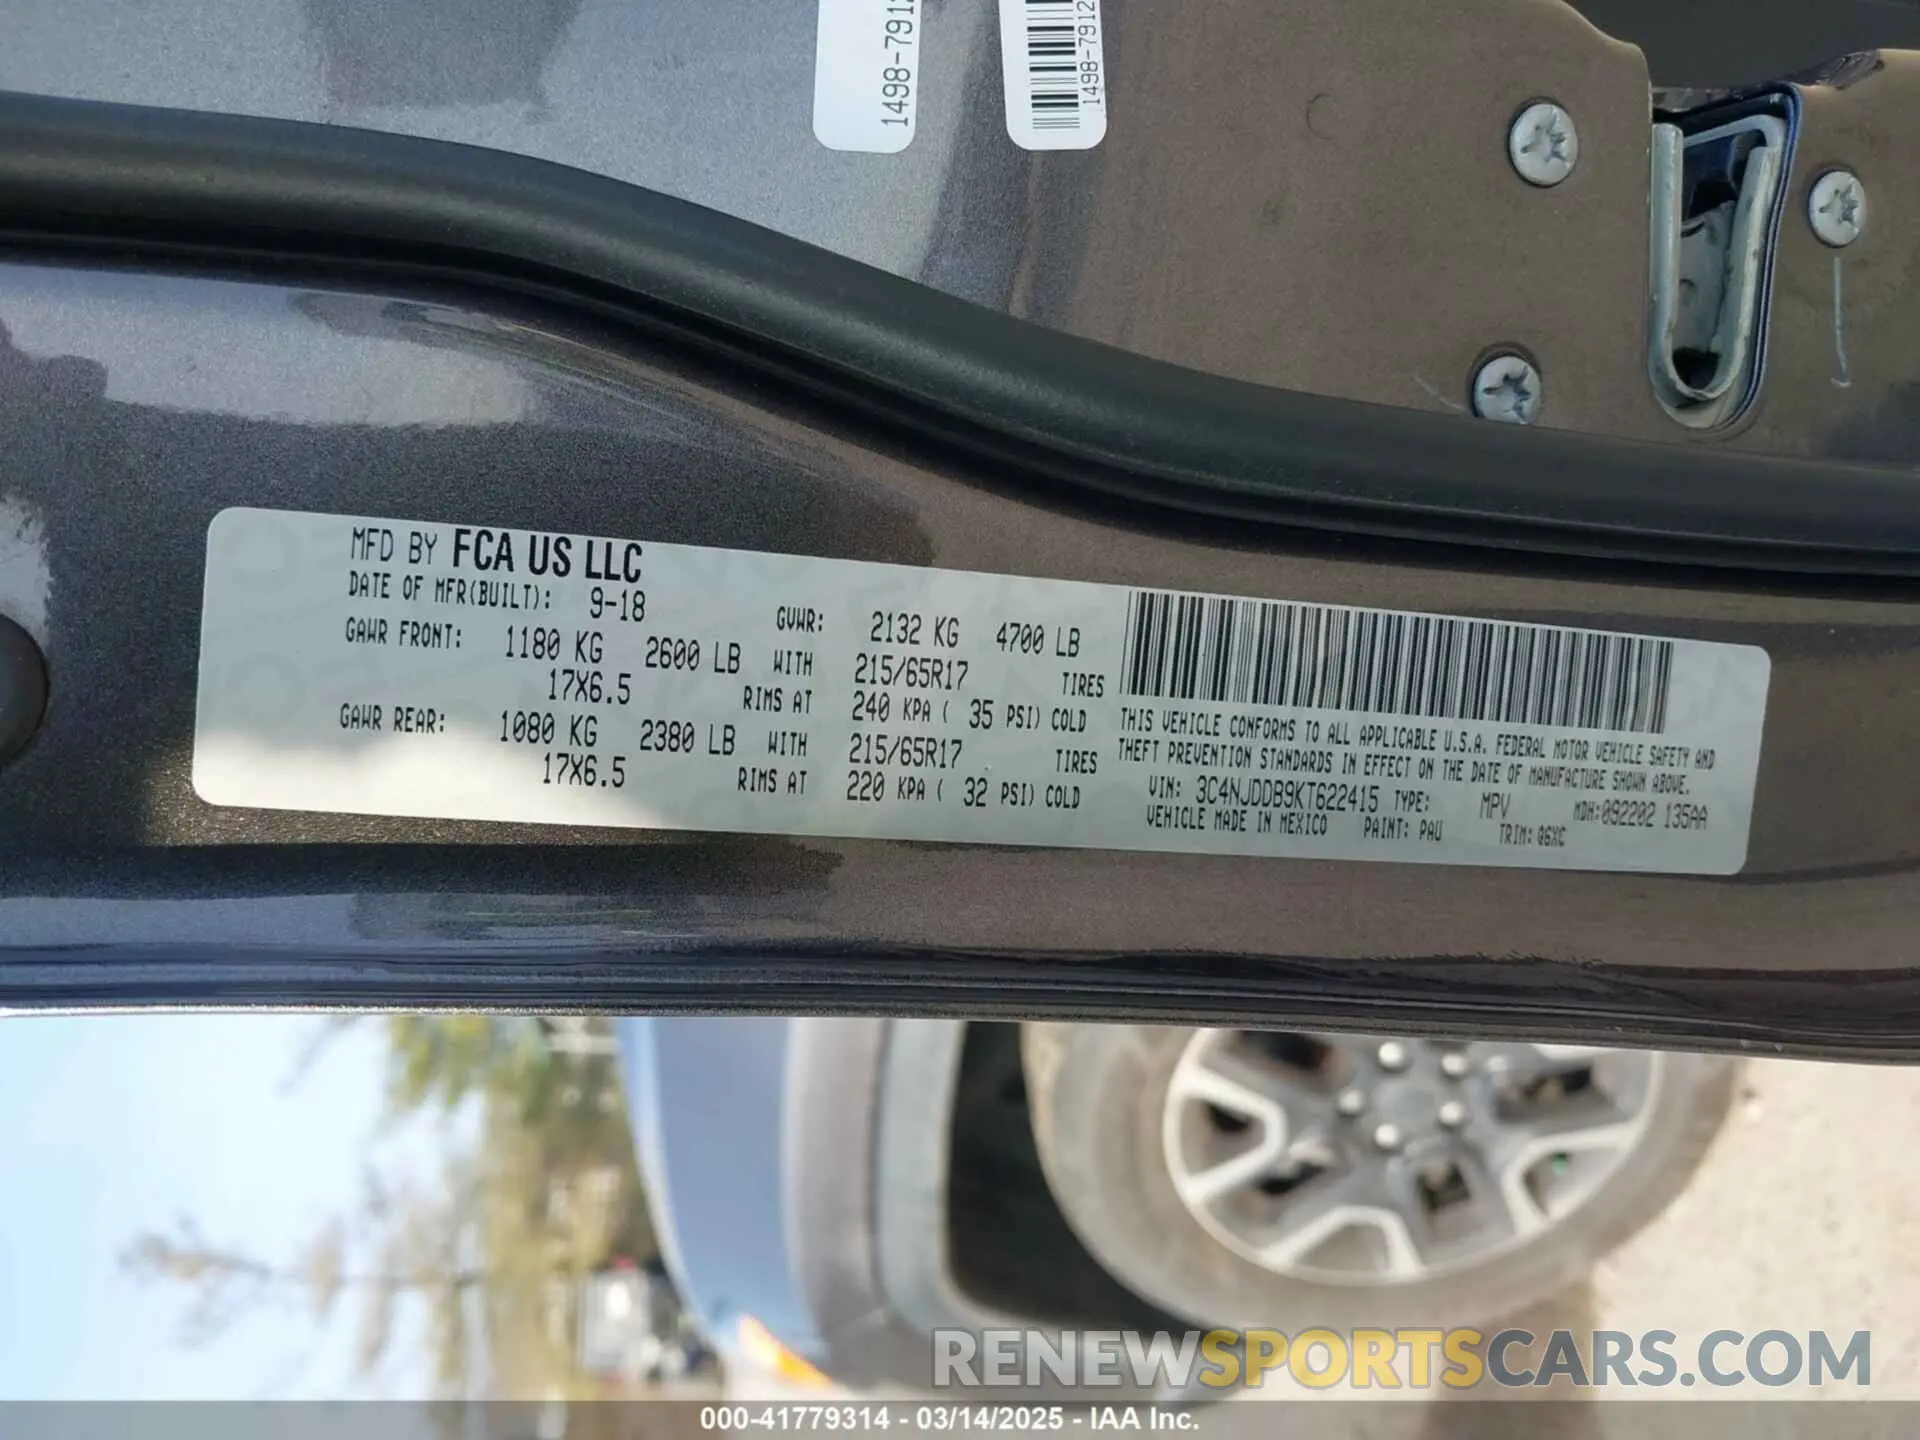 1498-7912
1498-7912
MFD BY FCA US LLC
DATE OF MFR(BUILT): 9-18
GVWR: 2132 KG 4700 LB
GAWR FRONT: 1180 KG 2600 LB WITH 215/65R17 TIRES
17X6.5 RIMS AT 240 KPA ( 35 PSI) COLD
GAWR REAR: 1080 KG 2380 LB WITH 215/65R17 TIRES
17X6.5 RIMS AT 220 KPA ( 32 PSI) COLD
THIS VEHICLE CONFORMS TO ALL APPLICABLE U.S.A. FEDERAL MOTOR VEHICLE SAFETY AND
THEFT PREVENTION STANDARDS IN EFFECT ON THE DATE OF MANUFACTURE SHOWN ABOVE.
VIN: 3C4NJDDB9KT622415 TYPE: MPV MDH:092202 135AA
VEHICLE MADE IN MEXICO PAINT: PAU TRIM: Q6XC
RENEWSPORTSCARS.COM
000-41779314 - 03/14/2025 - IAA Inc.